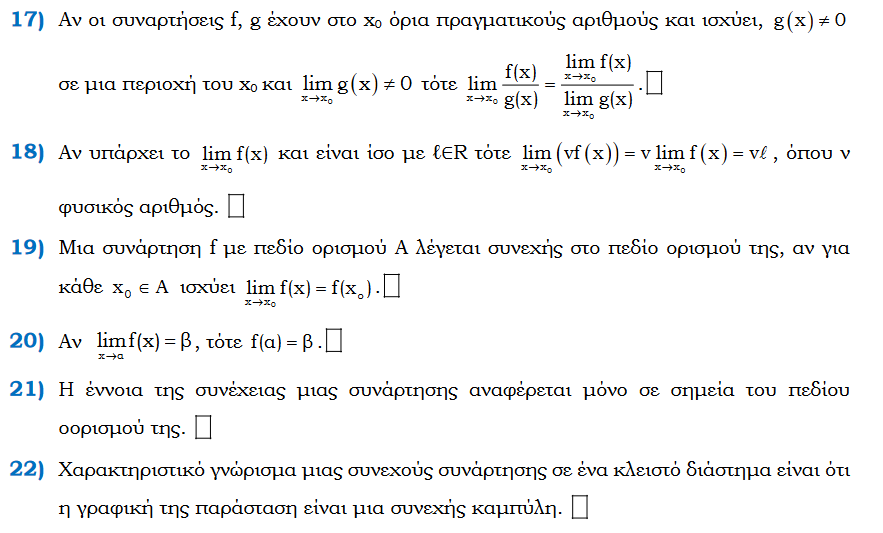 17) Αν οι συναρτήσεις f, g έχουν στο x₀ όρια πραγματικούς αριθμούς και ισχύει, g(x) ≠ 0
σε μια περιοχή του x₀ και lim_{x→x₀} g(x) ≠ 0 τότε lim_{x→x₀} f(x)/g(x) = lim_{x→x₀} f(x) / lim_{x→x₀} g(x) . □
18) Αν υπάρχει το lim_{x→x₀} f(x) και είναι ίσο με ℓ∈R τότε lim_{x→x₀} (νf(x)) = ν lim_{x→x₀} f(x) = νℓ , όπου ν
φυσικός αριθμός. □
19) Μια συνάρτηση f με πεδίο ορισμού Α λέγεται συνεχής στο πεδίο ορισμού της, αν για
κάθε x₀ ∈ A ισχύει lim_{x→x₀} f(x) = f(x₀) . □
20) Αν lim_{x→α} f(x) = β , τότε f(α) = β . □
21) Η έννοια της συνέχειας μιας συνάρτησης αναφέρεται μόνο σε σημεία του πεδίου
οορισμού της. □
22) Χαρακτηριστικό γνώρισμα μιας συνεχούς συνάρτησης σε ένα κλειστό διάστημα είναι ότι
η γραφική της παράσταση είναι μια συνεχής καμπύλη. □